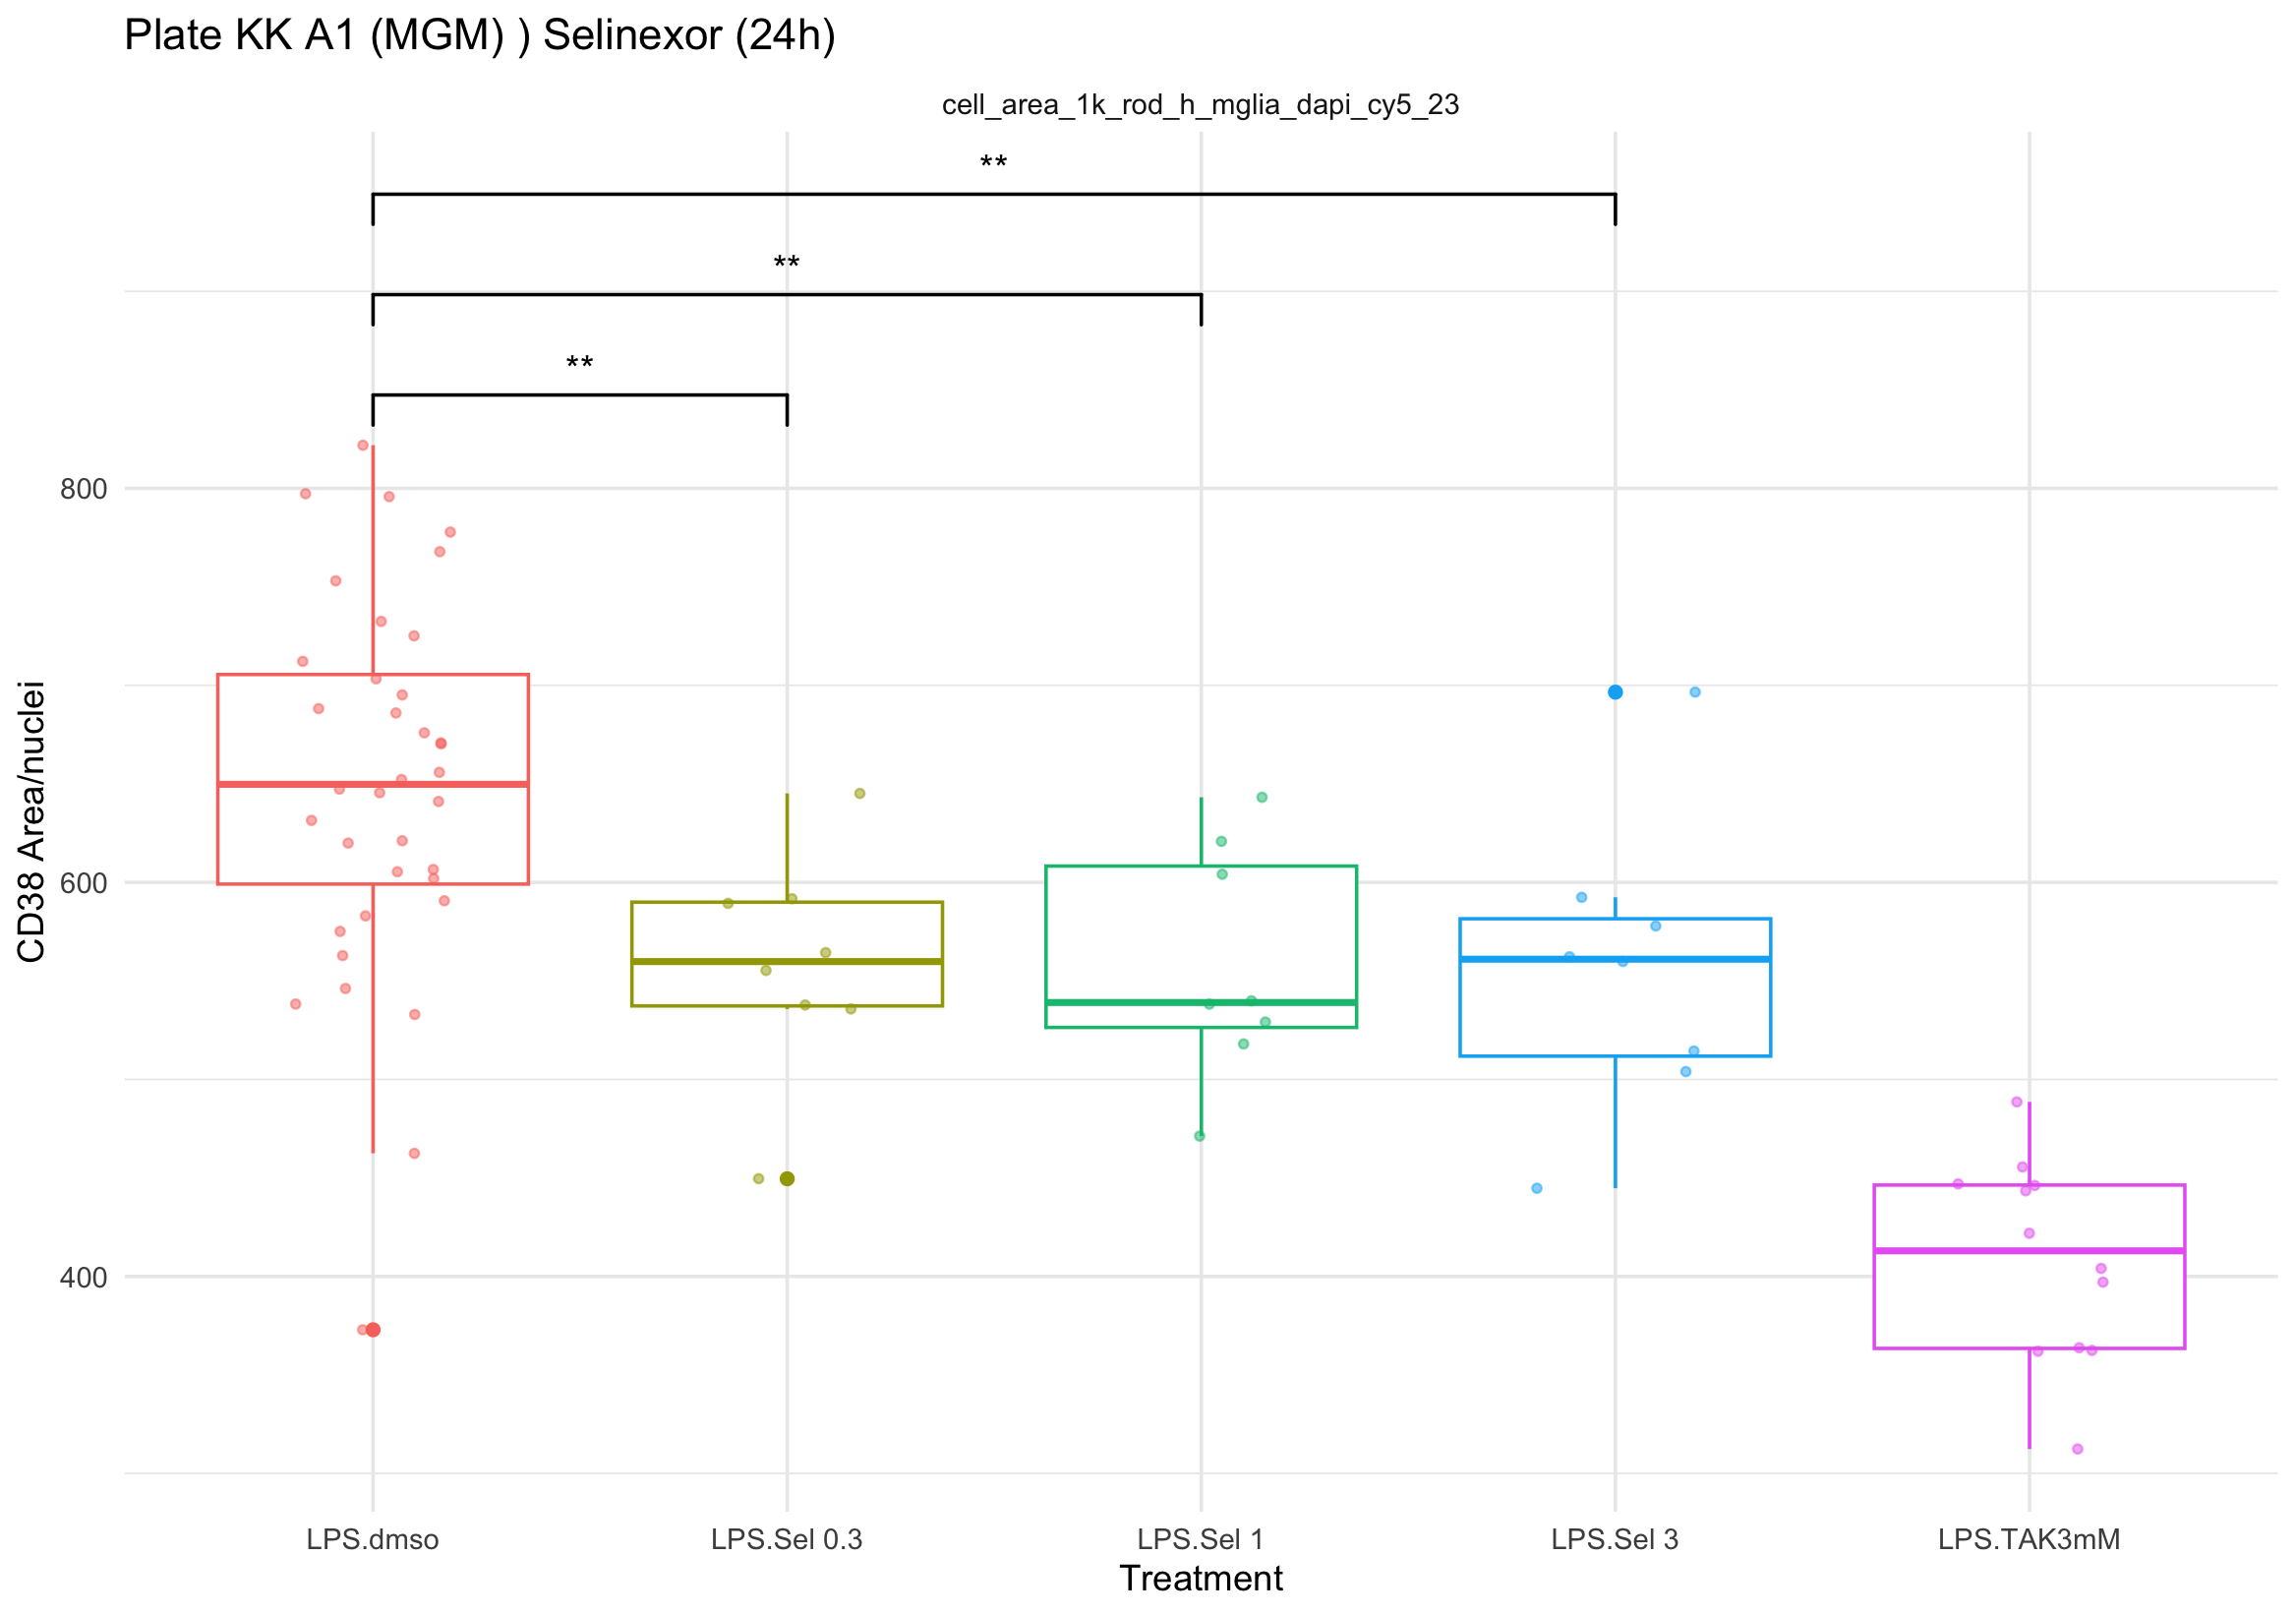 Plate KK A1 (MGM) ) Selinexor (24h)
cell_area_1k_rod_h_mglia_dapi_cy5_23
**
**
**
800
600
400
CD38 Area/nuclei
LPS.dmso
LPS.Sel 0.3
LPS.Sel 1
LPS.Sel 3
LPS.TAK3mM
Treatment